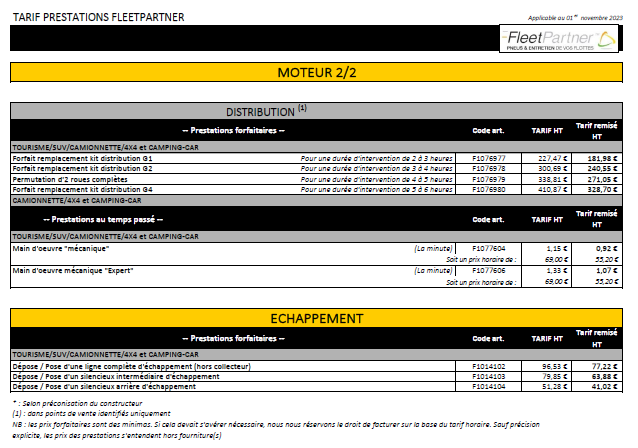 TARIF PRESTATIONS FLEETPARTNER
Applicable au 01er novembre 2023
FleetPartner
PNEUS & ENTRETIEN DE VOS FLOTTES
MOTEUR 2/2
DISTRIBUTION (1)
-- Prestations forfaitaires -- Code art. TARIF HT Tarif remisé HT
TOURISME/SUV/CAMIONNETTE/4X4 et CAMPING-CAR
Forfait remplacement kit distribution G1 Pour une durée d'intervention de 2 à 3 heures F1076977 227,47 € 181,98 €
Forfait remplacement kit distribution G2 Pour une durée d'intervention de 3 à 4 heures F1076978 300,69 € 240,55 €
Permutation d'2 roues complètes Pour une durée d'intervention de 4 à 5 heures F1076979 338,81 € 271,05 €
Forfait remplacement kit distribution G4 Pour une durée d'intervention de 5 à 6 heures F1076980 410,87 € 328,70 €
CAMIONNETTE/4X4 et CAMPING-CAR
-- Prestations au temps passé -- Code art. TARIF HT Tarif remisé HT
TOURISME/SUV/CAMIONNETTE/4X4 et CAMPING-CAR
Main d'oeuvre "mécanique" (La minute) F1077604 1,15 € 0,92 €
Soit un prix horaire de : 69,00 € 55,20 €
Main d'oeuvre mécanique "Expert" (La minute) F1077606 1,33 € 1,07 €
Soit un prix horaire de : 69,00 € 55,20 €
ECHAPPEMENT
-- Prestations forfaitaires -- Code art. TARIF HT Tarif remisé HT
TOURISME/SUV/CAMIONNETTE/4X4 et CAMPING-CAR
Dépose / Pose d'une ligne complète d'échappement (hors collecteur) F1014102 96,53 € 77,22 €
Dépose / Pose d'un silencieux intermédiaire d'échappement F1014103 79,85 € 63,88 €
Dépose / Pose d'un silencieux arrière d'échappement F1014104 51,28 € 41,02 €
* : Selon préconisation du constructeur
(1) : dans points de vente identifiés uniquement
NB : les prix forfaitaires sont des minimas. Si cela devait s'avérer nécessaire, nous nous réservons le droit de facturer sur la base du tarif horaire. Sauf précision
explicite, les prix des prestations s'entendent hors fourniture(s)